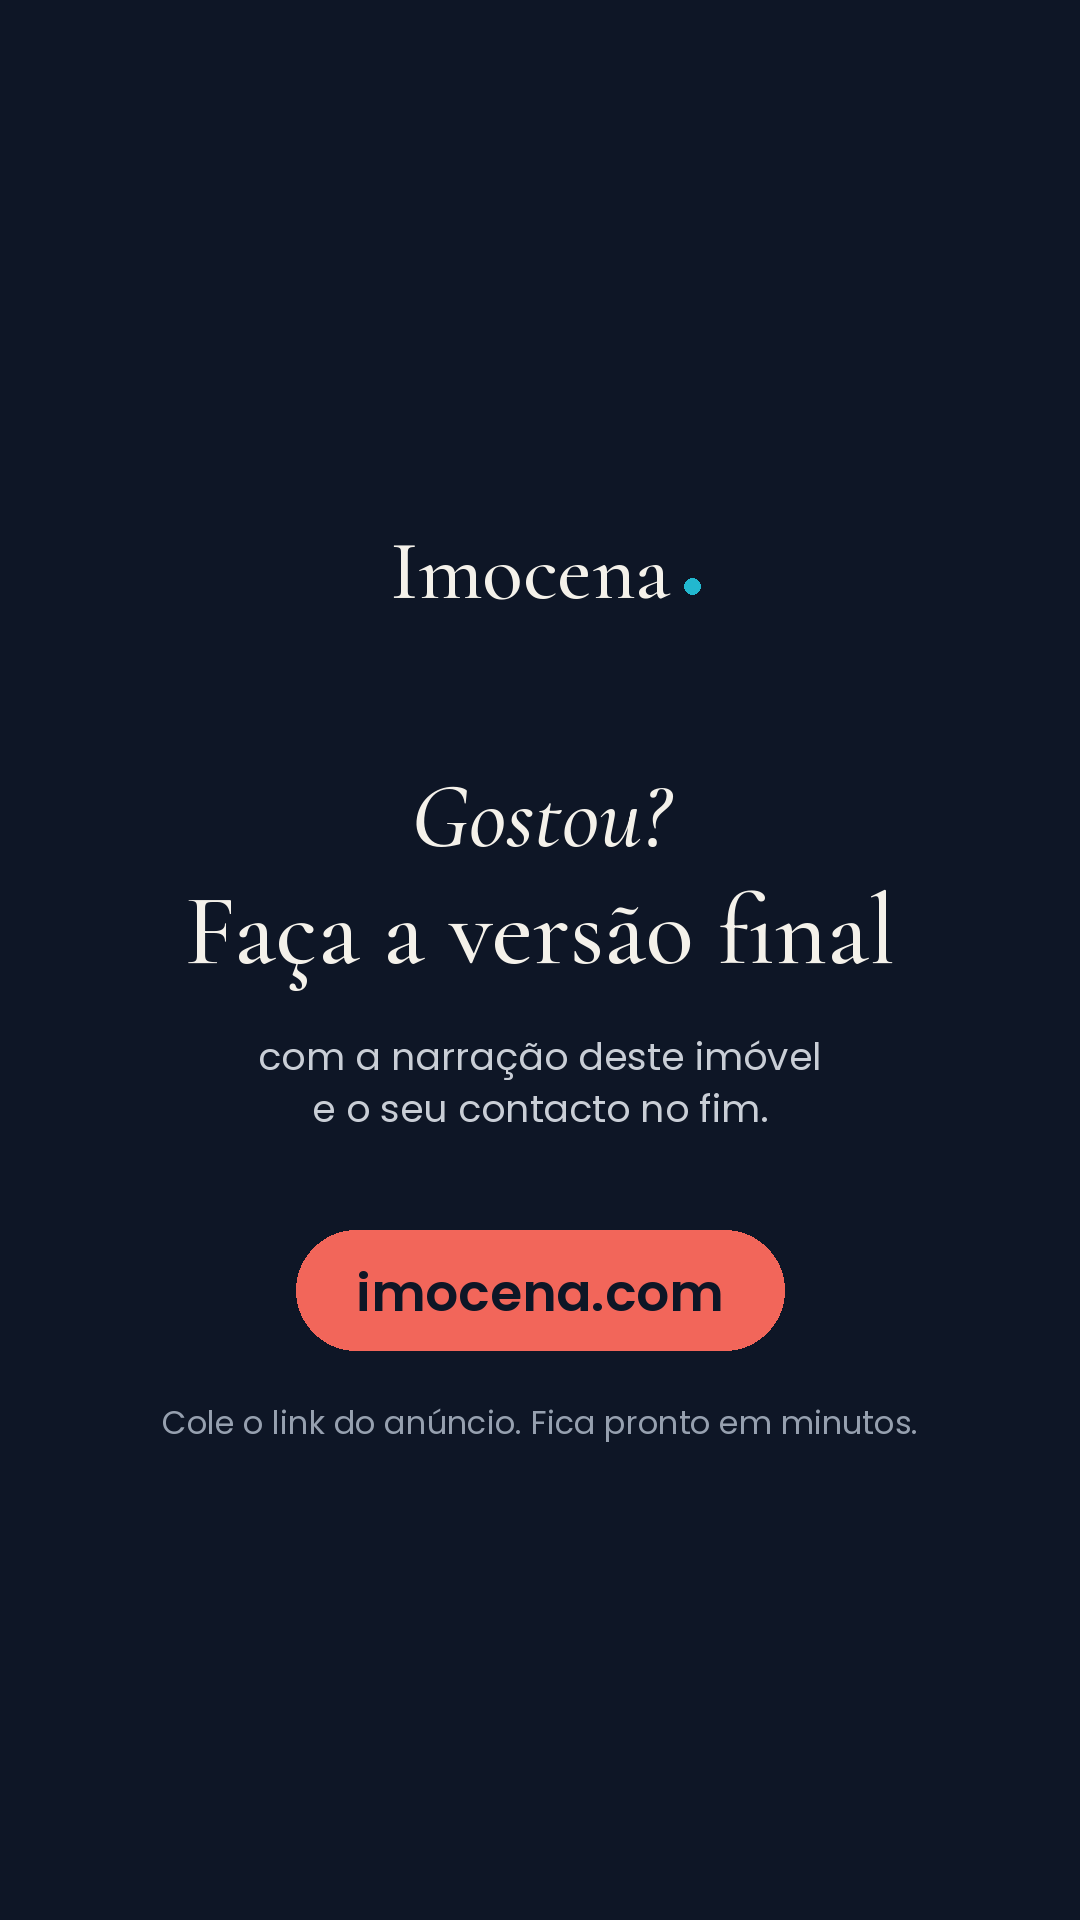 Imocena
Gostou?
Faça a versão final
com a narração deste imóvel
e o seu contacto no fim.
imocena.com
Cole o link do anúncio. Fica pronto em minutos.